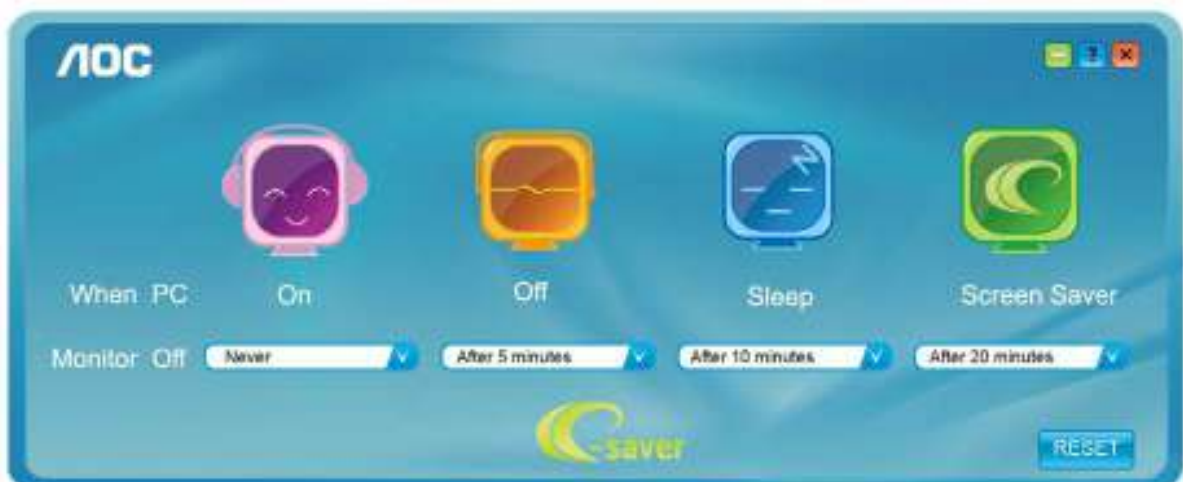 AOC
?
When PC On Off Sleep Screen Saver
Monitor Off Never After 5 minutes After 10 minutes After 20 minutes
e-saver
RESET